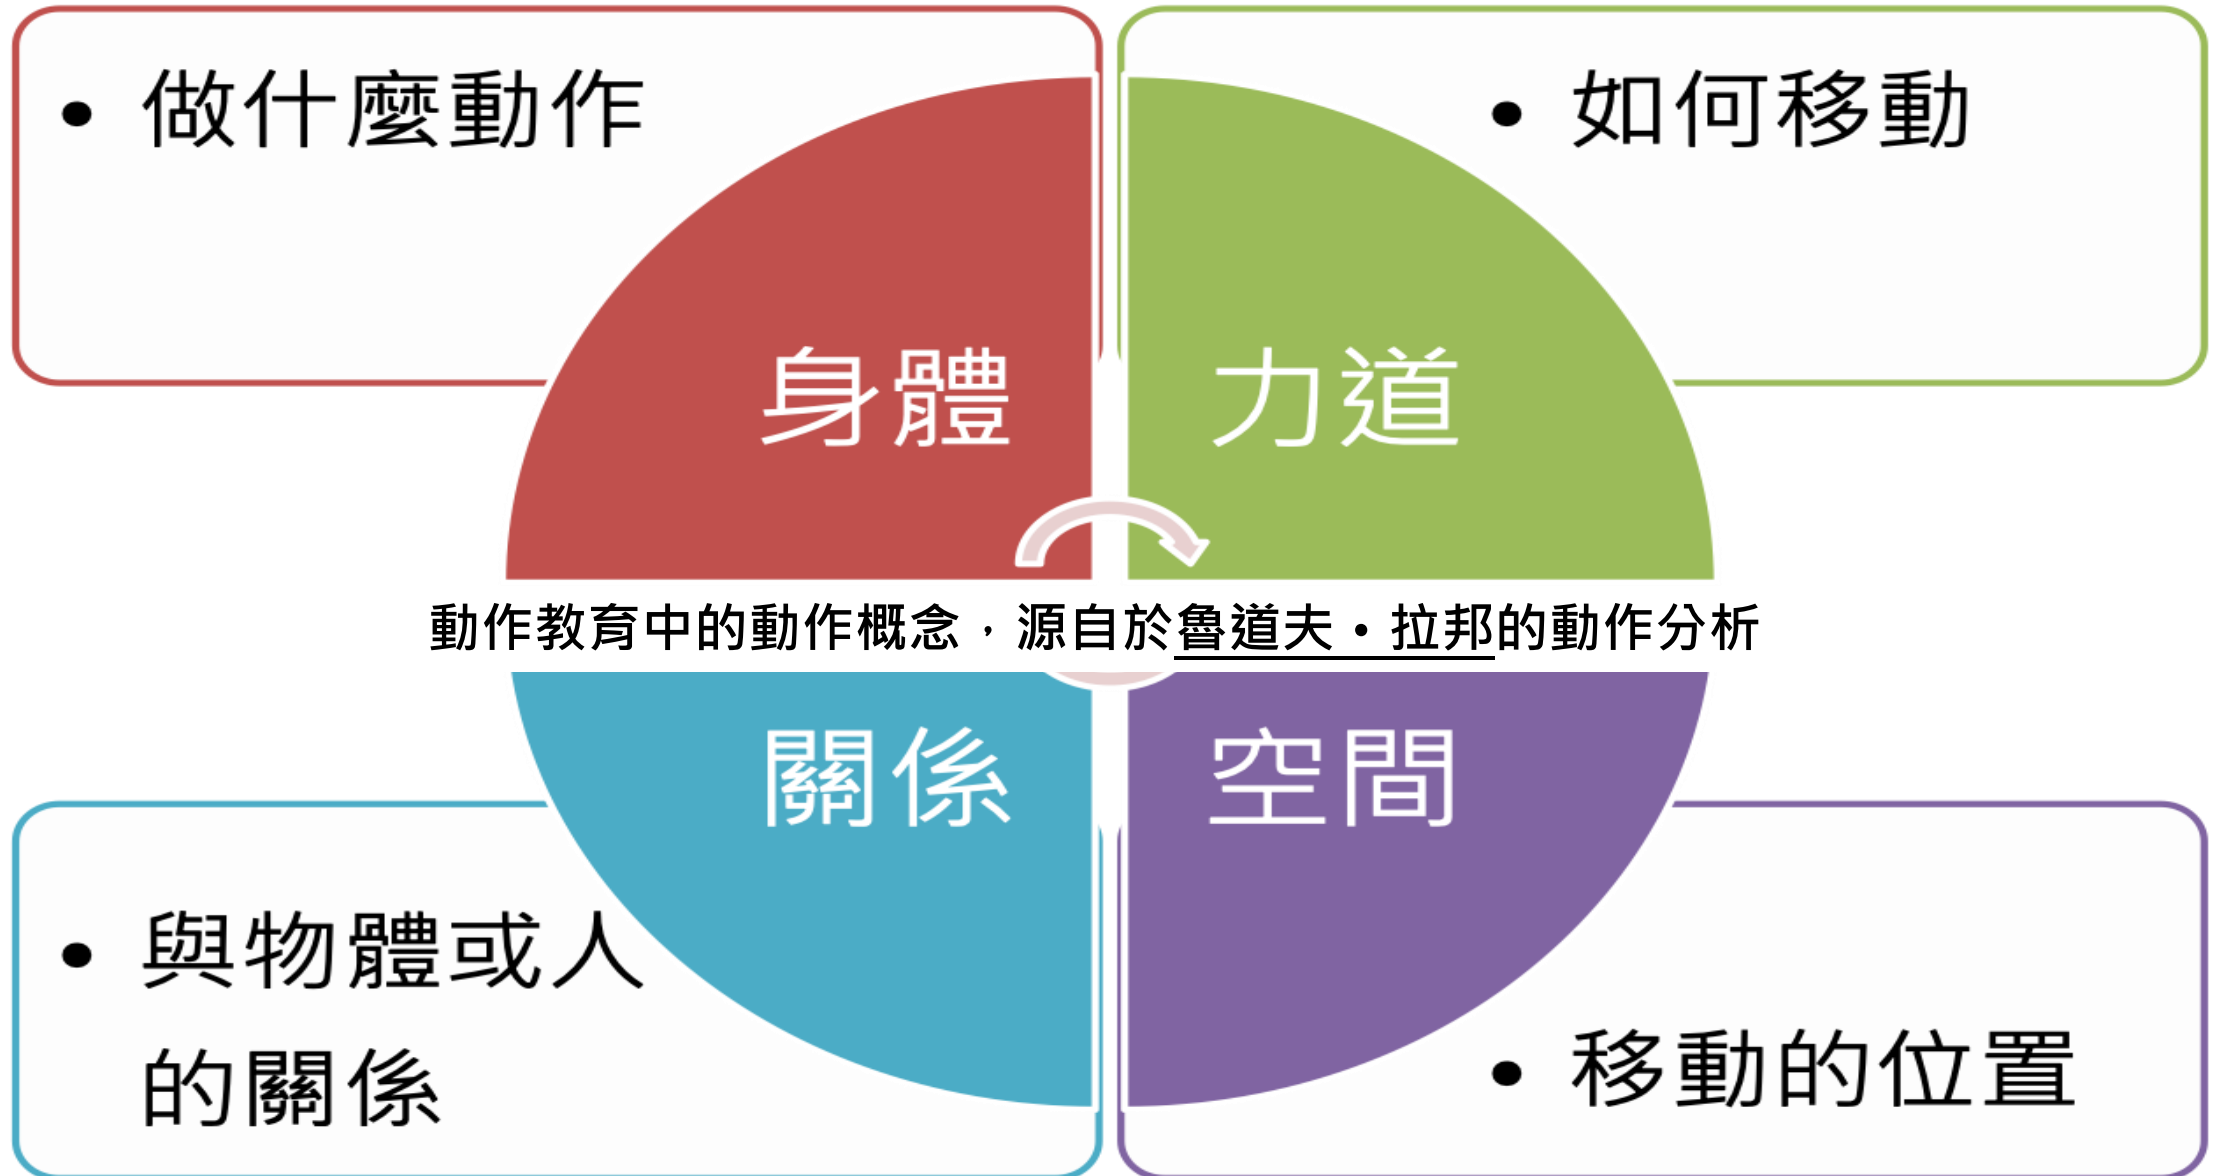 • 做什麼動作
• 如何移動
身體
力道
動作教育中的動作概念，源自於魯道夫•拉邦的動作分析
關係
空間
• 與物體或人
的關係
• 移動的位置